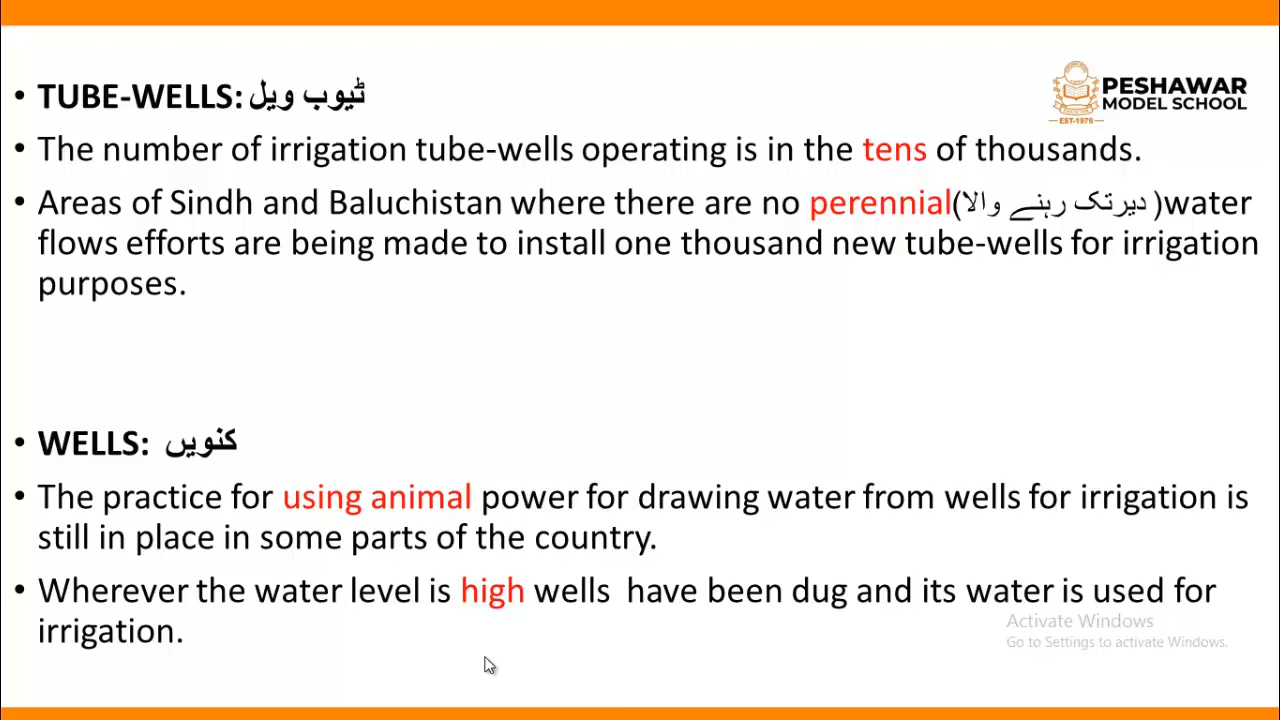 • TUBE-WELLS: ٹیوب ویل
PESHAWAR
MODEL SCHOOL
EST-1979
• The number of irrigation tube-wells operating is in the tens of thousands.
• Areas of Sindh and Baluchistan where there are no perennial(دیرتک رہنے والا )water
flows efforts are being made to install one thousand new tube-wells for irrigation
purposes.
• WELLS: کنویں
• The practice for using animal power for drawing water from wells for irrigation is
still in place in some parts of the country.
• Wherever the water level is high wells have been dug and its water is used for
irrigation.
Activate Windows
Go to Settings to activate Windows.